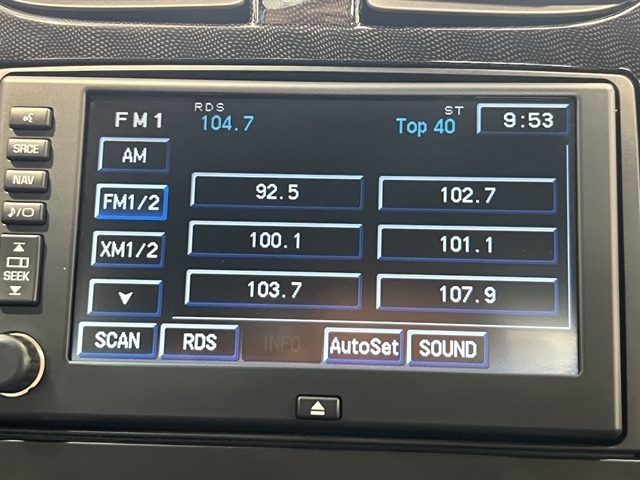 RDS ST
FM1 104.7 Top 40 9:53
SRCE AM
NAV FM1/2 92.5 102.7
XM1/2 100.1 101.1
SEEK 103.7 107.9
SCAN RDS INFO AutoSet SOUND